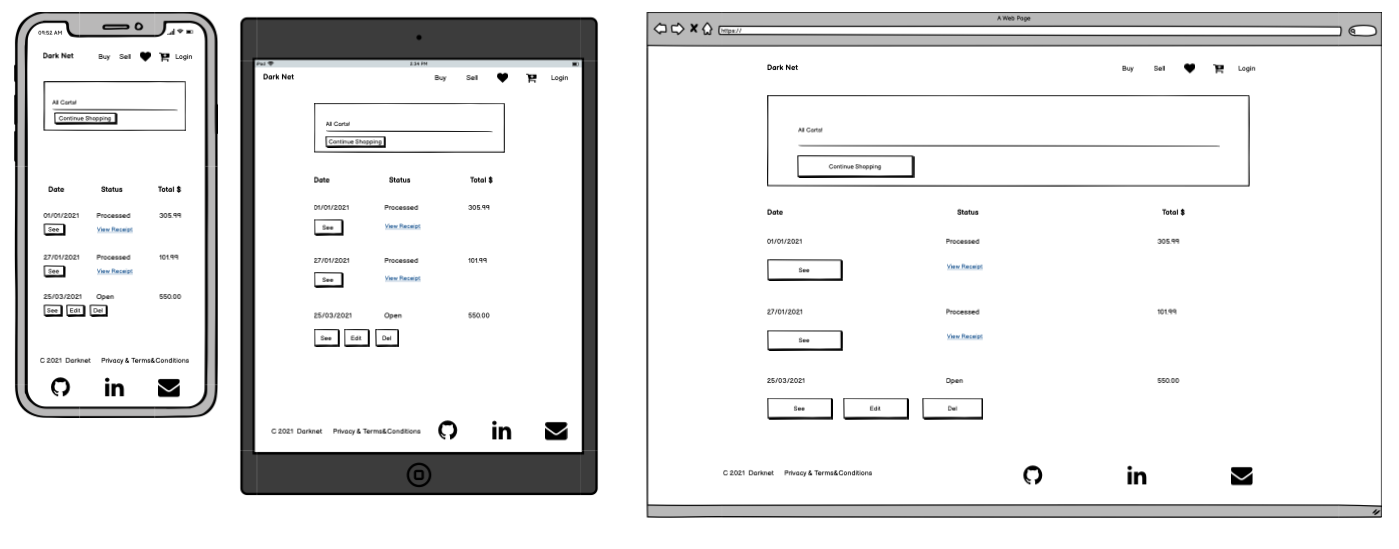 09:52 AM
Dark Net Buy Sell Login
All Carts!
Continue Shopping
Date Status Total $
01/01/2021 Processed 305.99
See View Receipt
27/01/2021 Processed 101.99
See View Receipt
25/03/2021 Open 550.00
See Edit Del
C 2021 Darknet Privacy & Terms&Conditions
in
iPad 2:34 PM
Dark Net Buy Sell Login
All Carts!
Continue Shopping
Date Status Total $
01/01/2021 Processed 305.99
See View Receipt
27/01/2021 Processed 101.99
See View Receipt
25/03/2021 Open 550.00
See Edit Del
C 2021 Darknet Privacy & Terms&Conditions in
A Web Page
https://
Dark Net Buy Sell Login
All Carts!
Continue Shopping
Date Status Total $
01/01/2021 Processed 305.99
See View Receipt
27/01/2021 Processed 101.99
See View Receipt
25/03/2021 Open 550.00
See Edit Del
C 2021 Darknet Privacy & Terms&Conditions in